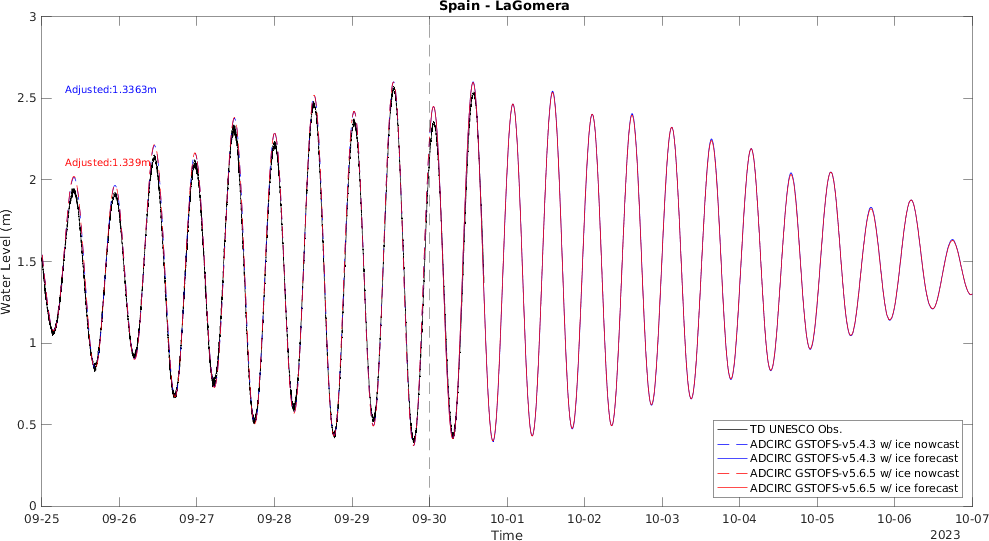 Spain - LaGomera
3
2.5
2
1.5
1
0.5
0
Water Level (m)
Adjusted:1.3363m
Adjusted:1.339m
TD UNESCO Obs.
ADCIRC GSTOFS-v5.4.3 w/ ice nowcast
ADCIRC GSTOFS-v5.4.3 w/ ice forecast
ADCIRC GSTOFS-v5.6.5 w/ ice nowcast
ADCIRC GSTOFS-v5.6.5 w/ ice forecast
09-25 09-26 09-27 09-28 09-29 09-30 10-01 10-02 10-03 10-04 10-05 10-06 10-07
Time
2023